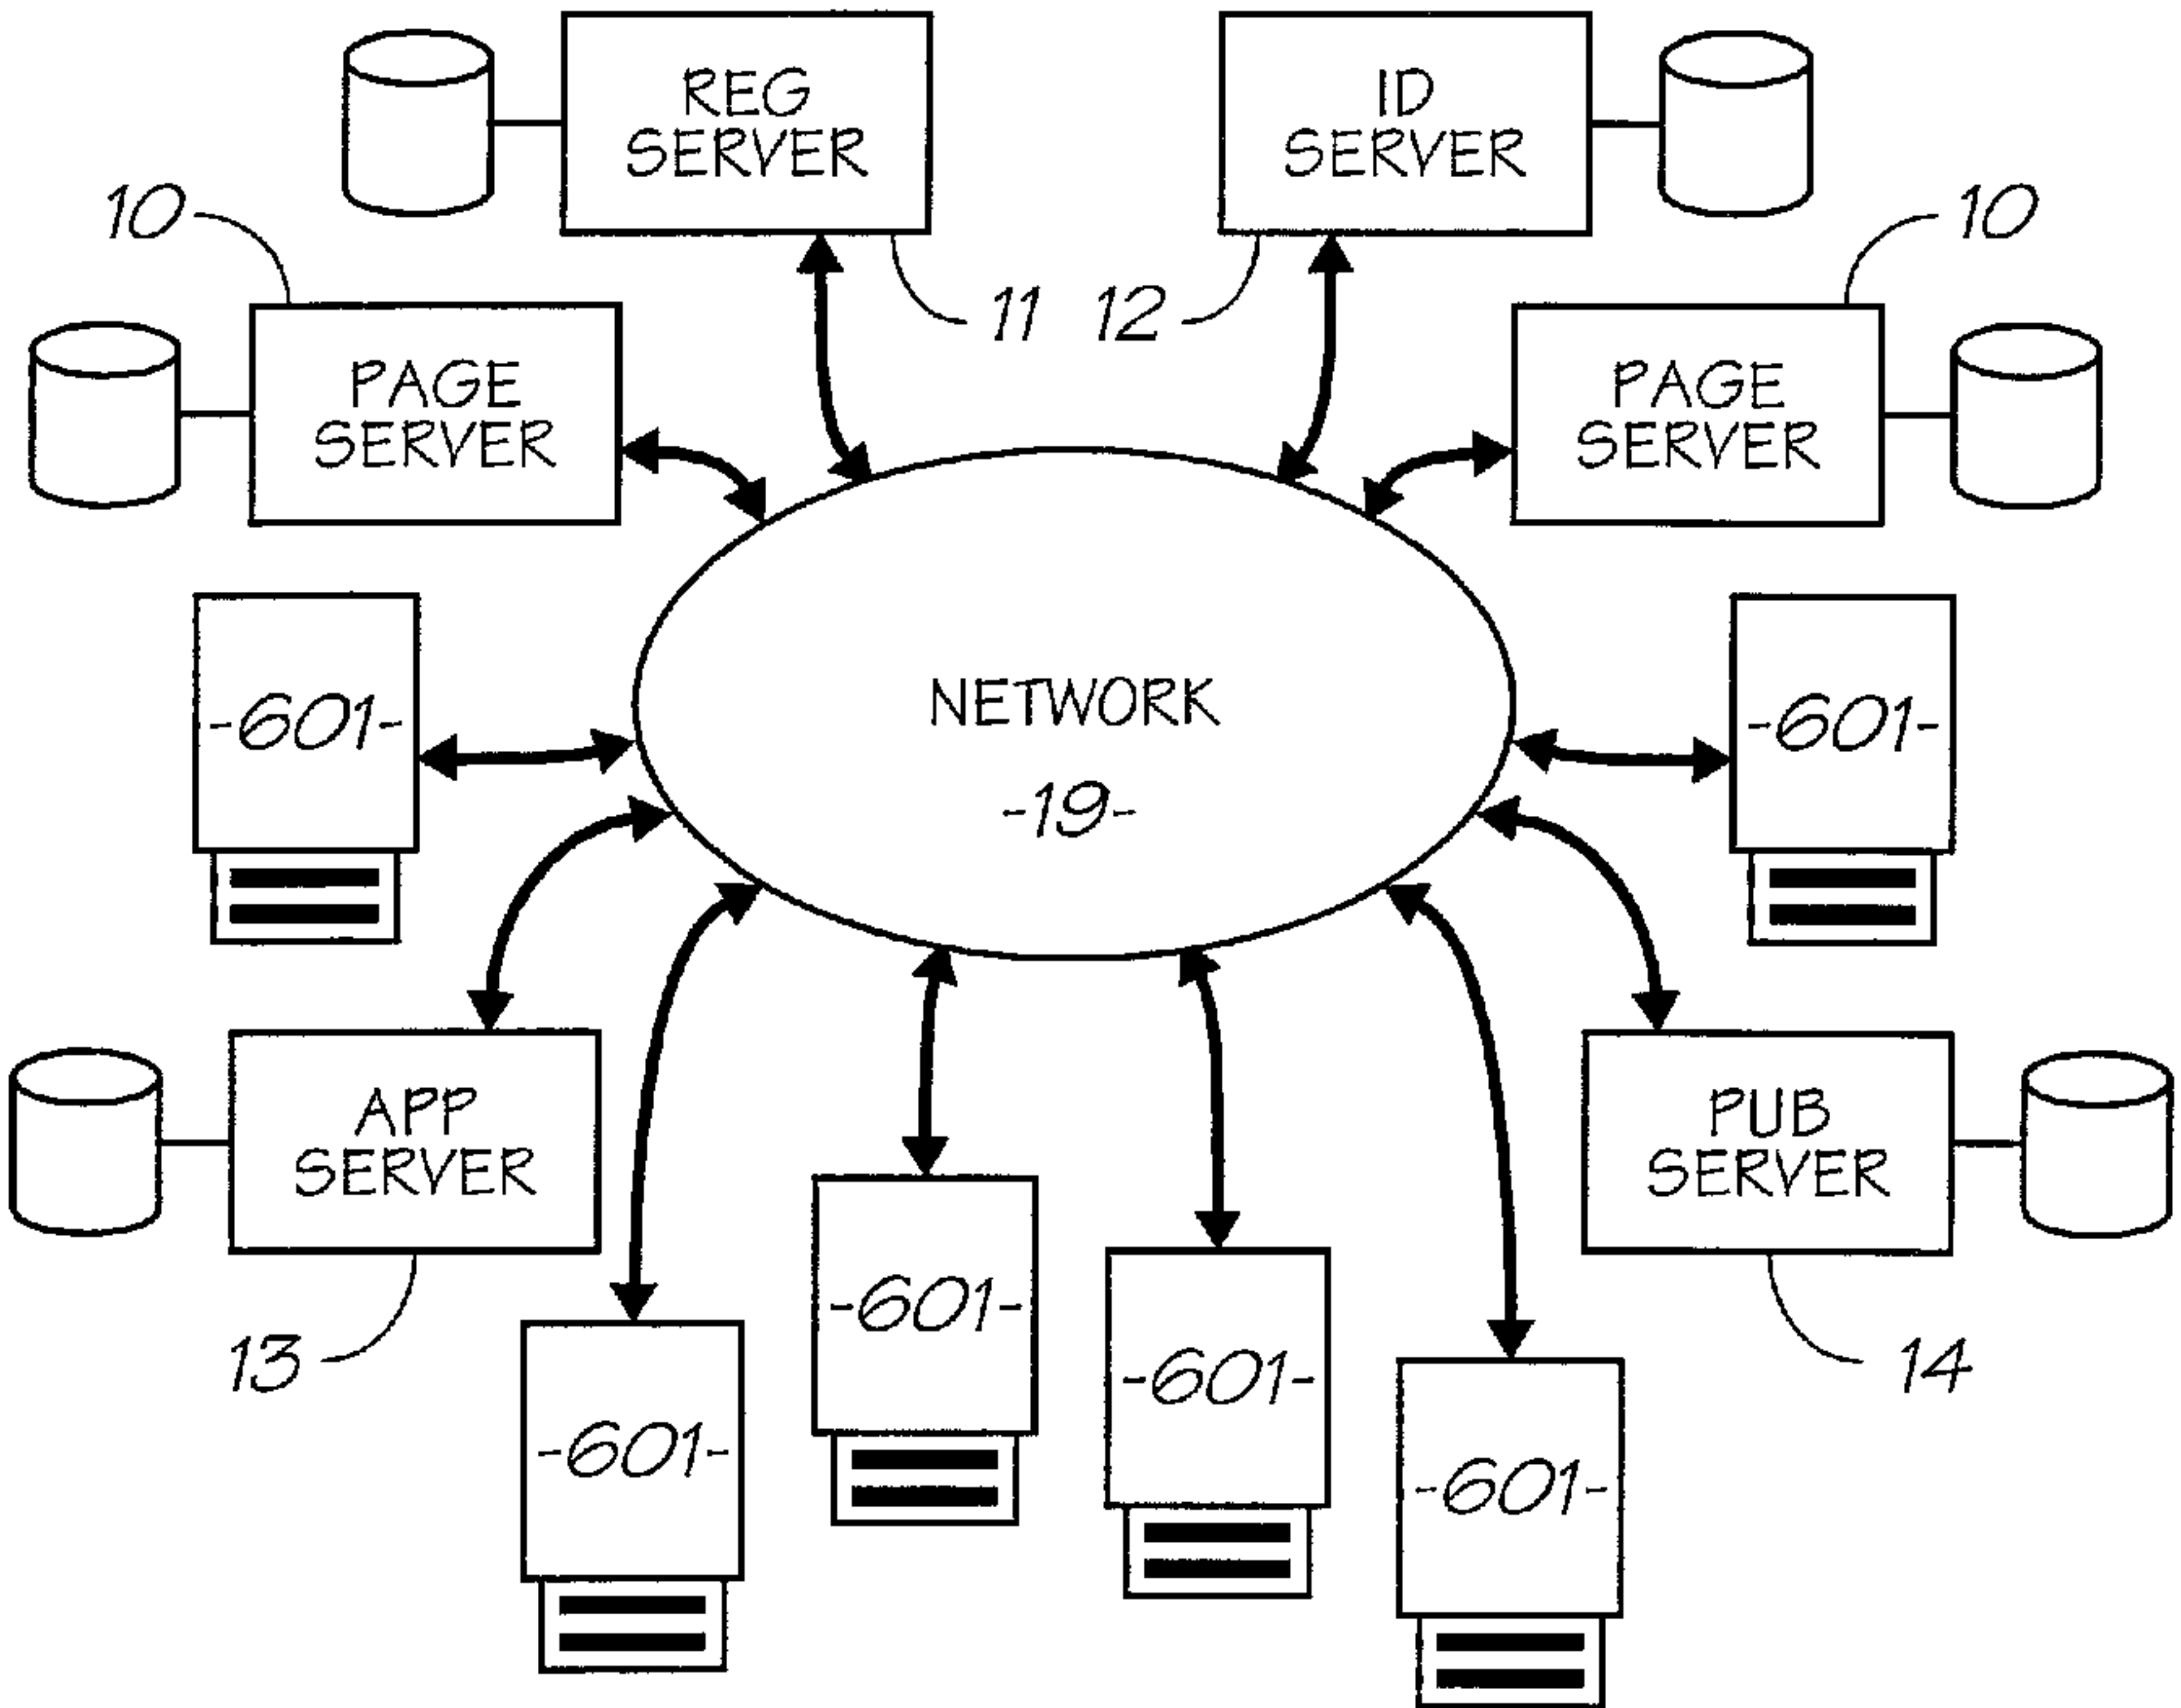 REG
SERVER
ID
SERVER
10
10
11
12
PAGE
SERVER
PAGE
SERVER
-601-
NETWORK
-19-
-601-
APP
SERVER
PUB
SERVER
13
-601-
-601-
-601-
-601-
14